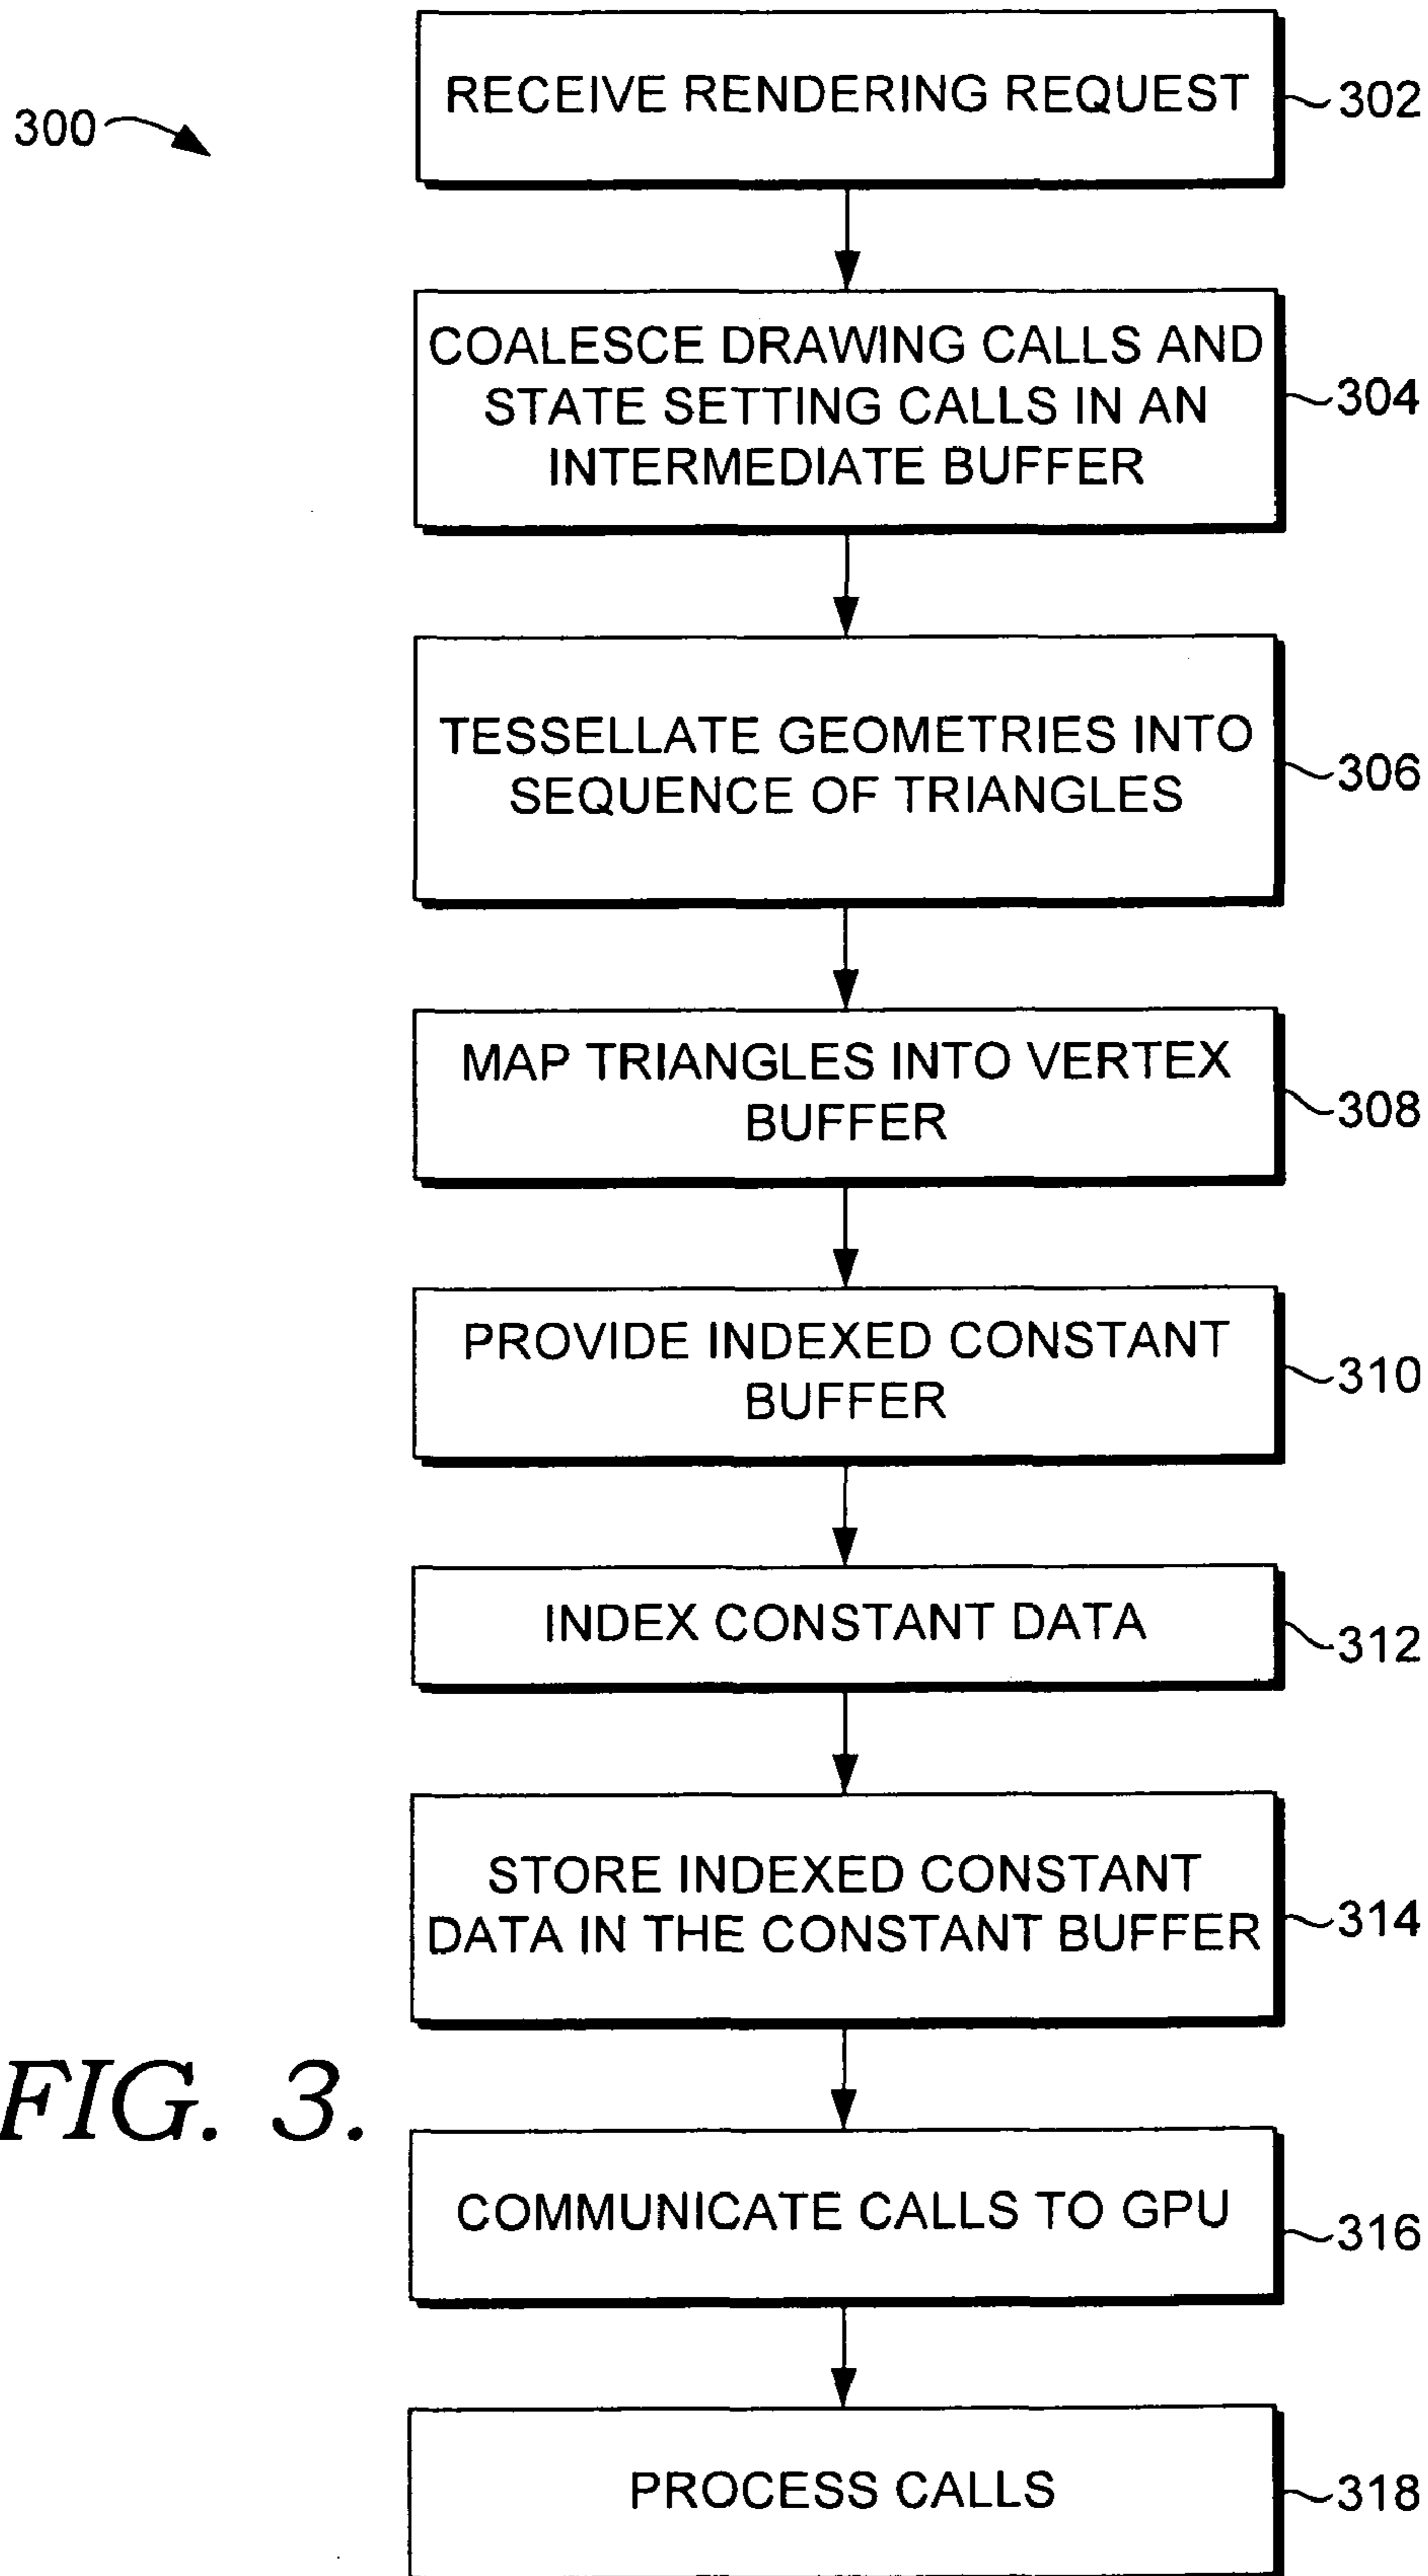 300
RECEIVE RENDERING REQUEST
302
COALESCE DRAWING CALLS AND
STATE SETTING CALLS IN AN
INTERMEDIATE BUFFER
304
TESSELLATE GEOMETRIES INTO
SEQUENCE OF TRIANGLES
306
MAP TRIANGLES INTO VERTEX
BUFFER
308
PROVIDE INDEXED CONSTANT
BUFFER
310
INDEX CONSTANT DATA
312
STORE INDEXED CONSTANT
DATA IN THE CONSTANT BUFFER
314
FIG. 3.
COMMUNICATE CALLS TO GPU
316
PROCESS CALLS
318